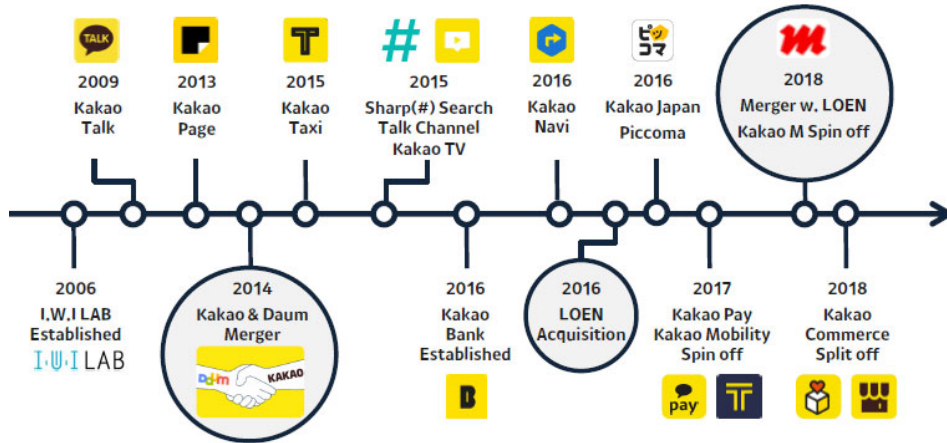 TALK
2009
Kakao
Talk
2013
Kakao
Page
T
2015
Kakao
Taxi
#
2015
Sharp(#) Search
Talk Channel
Kakao TV
2016
Kakao
Navi
ピッ
コマ
2016
Kakao Japan
Piccoma
m
2018
Merger w. LOEN
Kakao M Spin off
2006
I.W.I LAB
Established
I·W·I LAB
2014
Kakao & Daum
Merger
Daum KAKAO
2016
Kakao
Bank
Established
B
2016
LOEN
Acquisition
2017
Kakao Pay
Kakao Mobility
Spin off
pay
T
2018
Kakao
Commerce
Split off